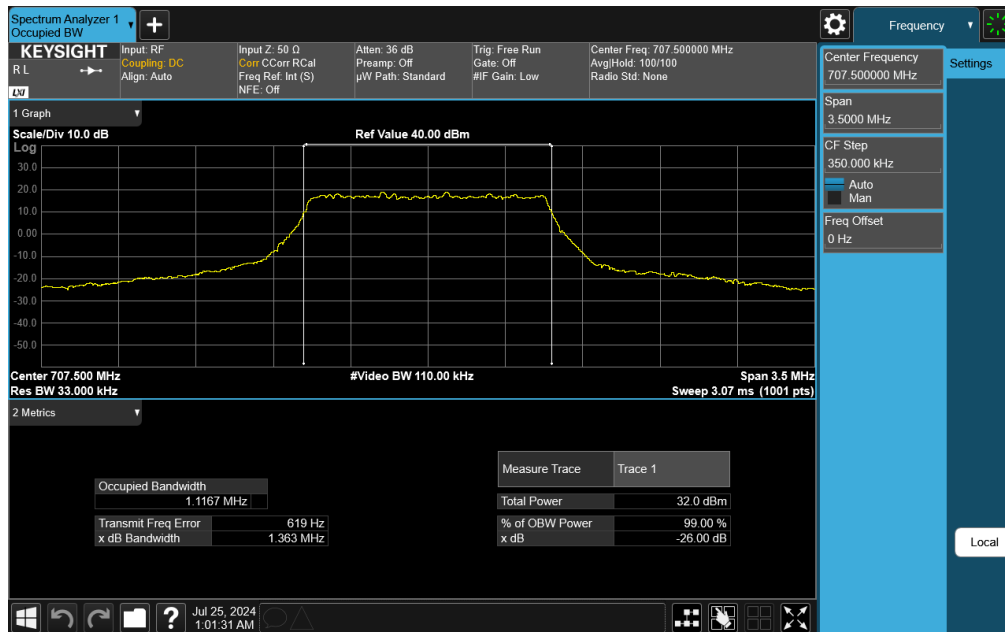 Spectrum Analyzer 1
Occupied BW
Frequency
KEYSIGHT
R L
LXI
Input: RF
Coupling: DC
Align: Auto
Input Z: 50 Ω
Corr CCorr RCal
Freq Ref: Int (S)
NFE: Off
Atten: 36 dB
Preamp: Off
µW Path: Standard
Trig: Free Run
Gate: Off
#IF Gain: Low
Center Freq: 707.500000 MHz
Avg|Hold: 100/100
Radio Std: None
Center Frequency
707.500000 MHz
Settings
Span
3.5000 MHz
CF Step
350.000 kHz
Auto
Man
Freq Offset
0 Hz
Local
1 Graph
Scale/Div 10.0 dB
Ref Value 40.00 dBm
Log
30.0
20.0
10.0
0.00
-10.0
-20.0
-30.0
-40.0
-50.0
Center 707.500 MHz
#Video BW 110.00 kHz
Span 3.5 MHz
Res BW 33.000 kHz
Sweep 3.07 ms (1001 pts)
2 Metrics
Occupied Bandwidth
1.1167 MHz
Transmit Freq Error 619 Hz
x dB Bandwidth 1.363 MHz
Measure Trace Trace 1
Total Power 32.0 dBm
% of OBW Power 99.00 %
x dB -26.00 dB
?
Jul 25, 2024
1:01:31 AM